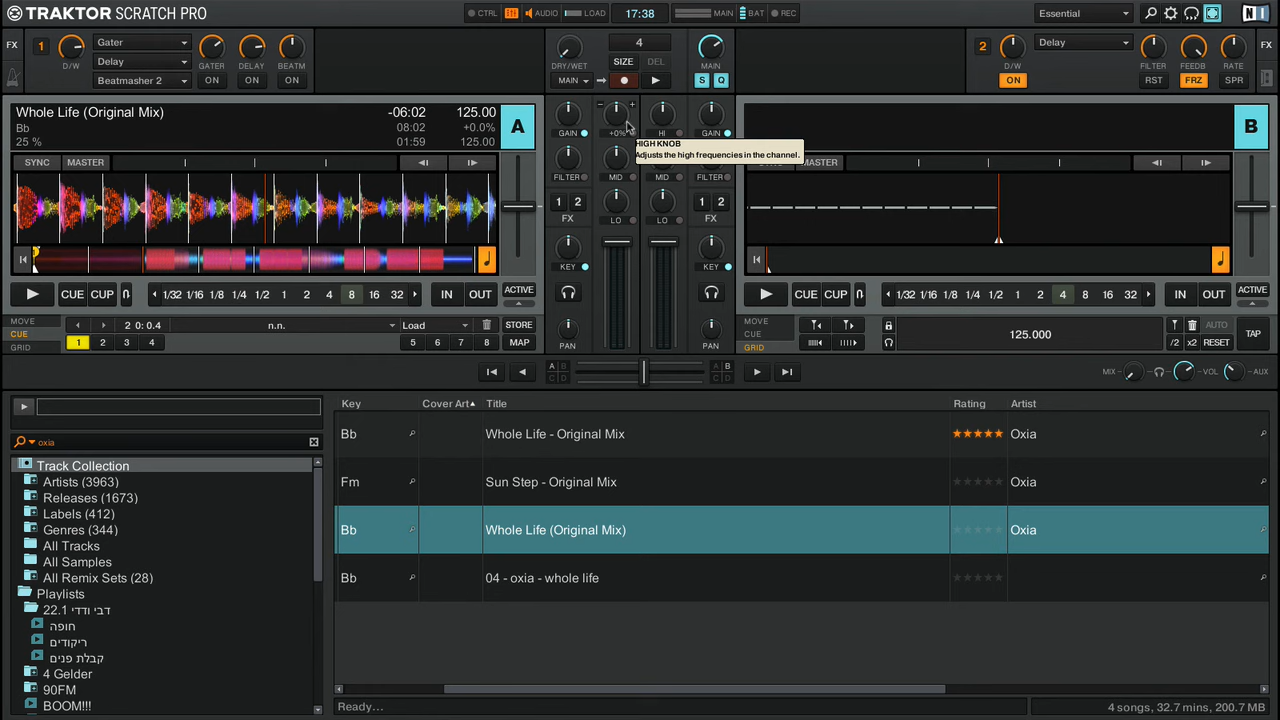 TRAKTOR SCRATCH PRO
CTRL AUDIO LOAD 17:38 MAIN BAT REC Essential
FX 1 D/W Gater Delay Beatmasher 2 GATER DELAY BEATM ON ON ON
DRY/WET 4 SIZE DEL MAIN MAIN S Q
2 D/W ON Delay FILTER FEEDB RATE RST FRZ SPR FX
Whole Life (Original Mix) -06:02 125.00
Bb 08:02 +0.0%
25 % 01:59 125.00
A
B
GAIN +0% HI GAIN
HIGH KNOB
Adjusts the high frequencies in the channel.
SYNC MASTER
MASTER
FILTER MID MID FILTER
1 2 LO LO 1 2
FX FX
KEY KEY
CUE CUP 1/32 1/16 1/8 1/4 1/2 1 2 4 8 16 32 IN OUT ACTIVE
CUE CUP 1/32 1/16 1/8 1/4 1/2 1 2 4 8 16 32 IN OUT ACTIVE
MOVE
CUE
GRID
2 0: 0.4 n.n. Load STORE
1 2 3 4 5 6 7 8 MAP
PAN PAN
MOVE
CUE
GRID
125.000
AUTO TAP
/2 x2 RESET
A B C D A B C D
MIX VOL AUX
oxia
Key Cover Art Title Rating Artist
Bb Whole Life - Original Mix Oxia
Fm Sun Step - Original Mix Oxia
Bb Whole Life (Original Mix) Oxia
Bb 04 - oxia - whole life
Track Collection
Artists (3963)
Releases (1673)
Labels (412)
Genres (344)
All Tracks
All Samples
All Remix Sets (28)
Playlists
דבי ודדי 22.1
חופה
ריקודים
קבלת פנים
4 Gelder
90FM
BOOM!!!
Ready...
4 songs, 32.7 mins, 200.7 MB